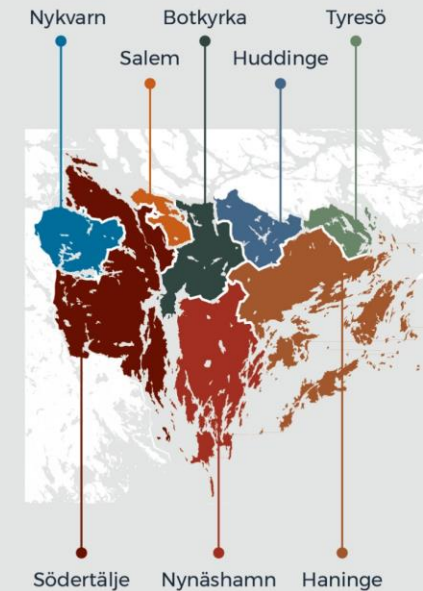 Nykvarn Botkyrka Tyresö
Salem Huddinge
Södertälje Nynäshamn Haninge